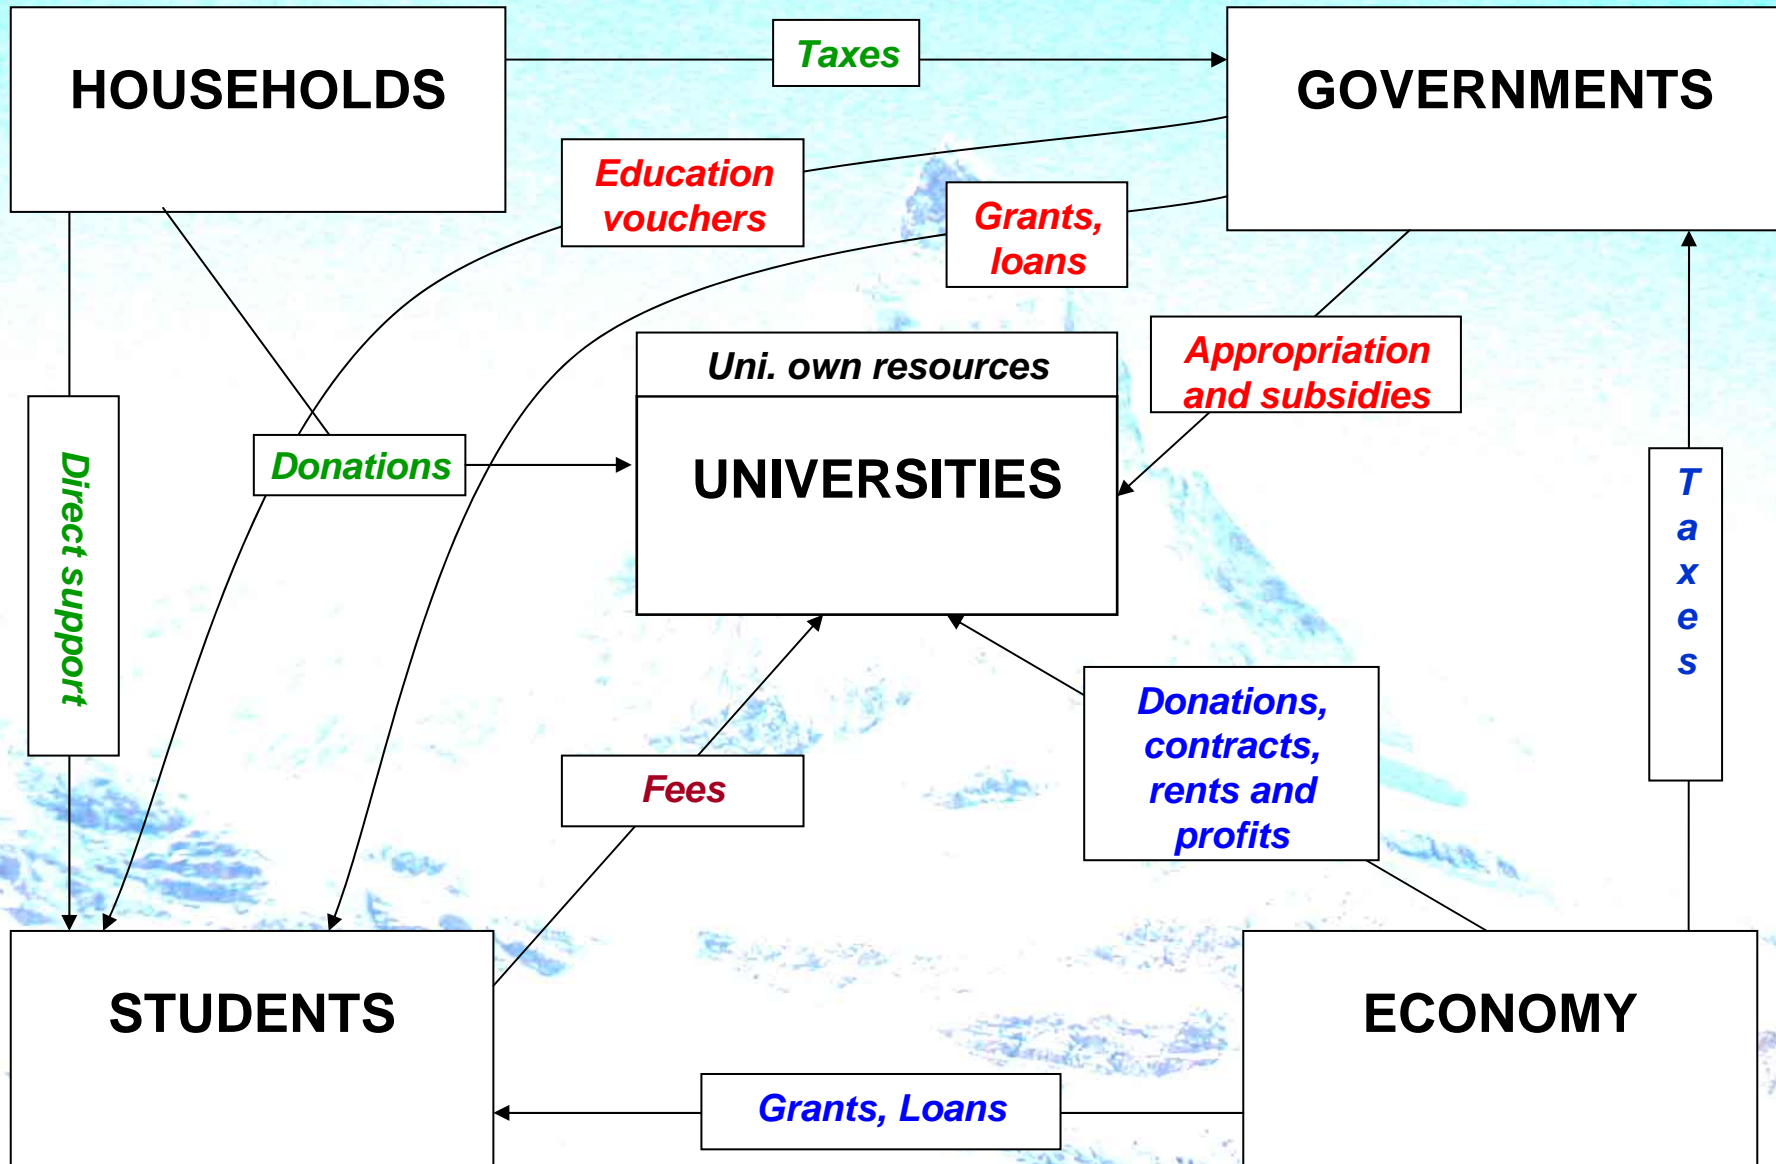 HOUSEHOLDS
Taxes
GOVERNMENTS
Education
vouchers
Grants,
loans
Appropriation
and subsidies
Uni. own resources
UNIVERSITIES
Donations
Direct support
Taxes
Donations,
contracts,
rents and
profits
Fees
STUDENTS
ECONOMY
Grants, Loans